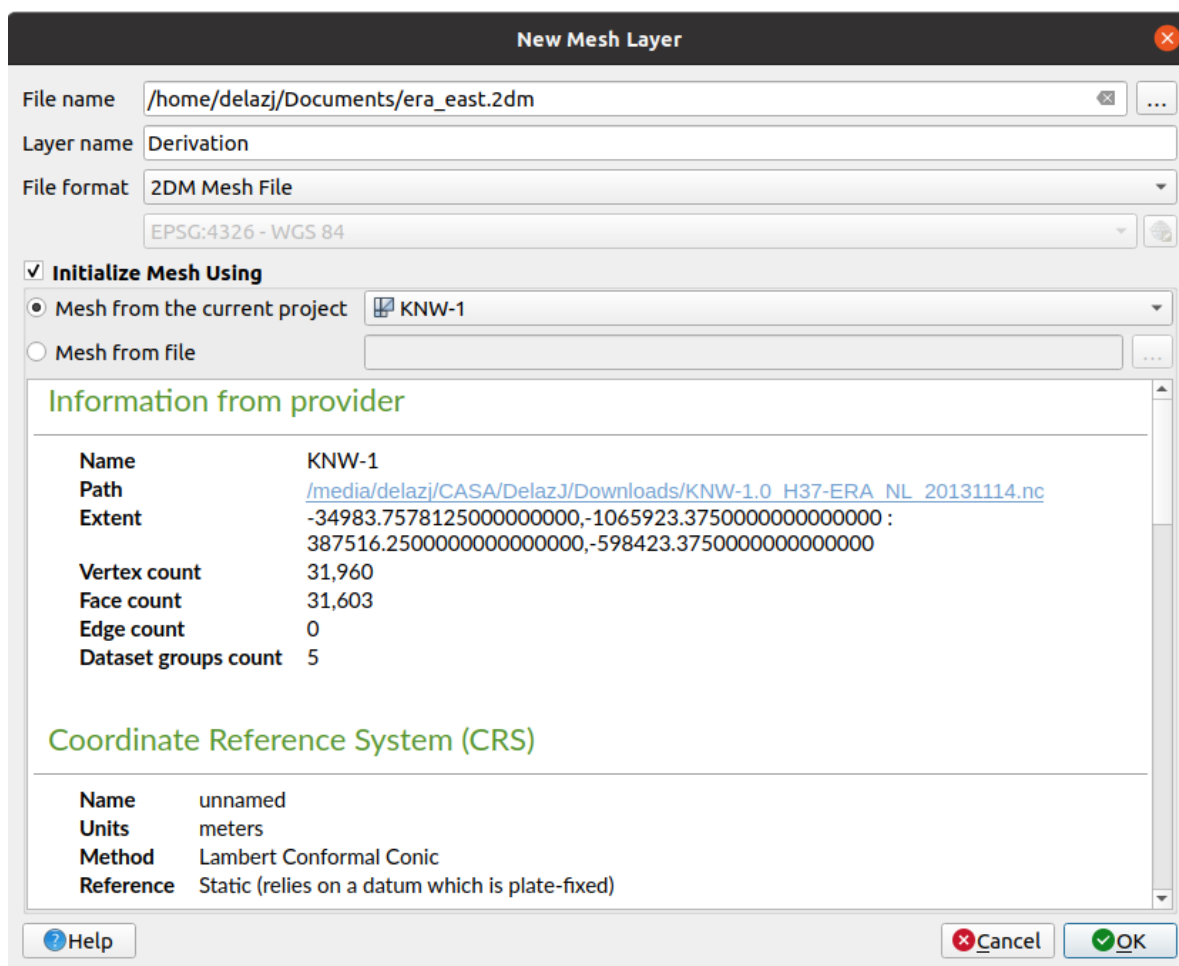 New Mesh Layer
File name /home/delazj/Documents/era_east.2dm ...
Layer name Derivation
File format 2DM Mesh File
EPSG:4326 - WGS 84
Initialize Mesh Using
Mesh from the current project KNW-1
Mesh from file ...
Information from provider
Name KNW-1
Path /media/delazj/CASA/DelazJ/Downloads/KNW-1.0_H37-ERA_NL_20131114.nc
Extent -34983.7578125000000000,-1065923.3750000000000000 :
387516.2500000000000000,-598423.3750000000000000
Vertex count 31,960
Face count 31,603
Edge count 0
Dataset groups count 5
Coordinate Reference System (CRS)
Name unnamed
Units meters
Method Lambert Conformal Conic
Reference Static (relies on a datum which is plate-fixed)
Help Cancel OK